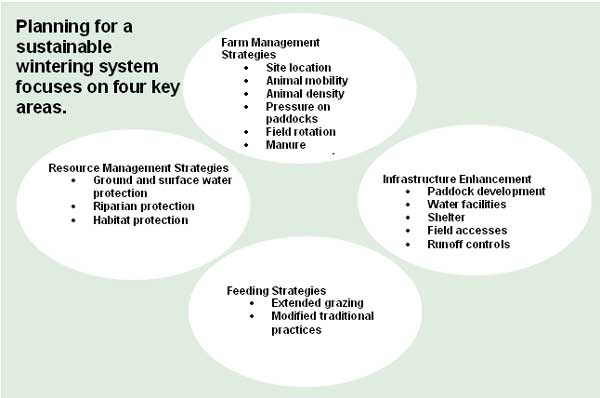 Planning for a
sustainable
wintering system
focuses on four key
areas.
Farm Management
Strategies
• Site location
• Animal mobility
• Animal density
• Pressure on
paddocks
• Field rotation
• Manure
Resource Management Strategies
• Ground and surface water
protection
• Riparian protection
• Habitat protection
Infrastructure Enhancement
• Paddock development
• Water facilities
• Shelter
• Field accesses
• Runoff controls
Feeding Strategies
• Extended grazing
• Modified traditional
practices